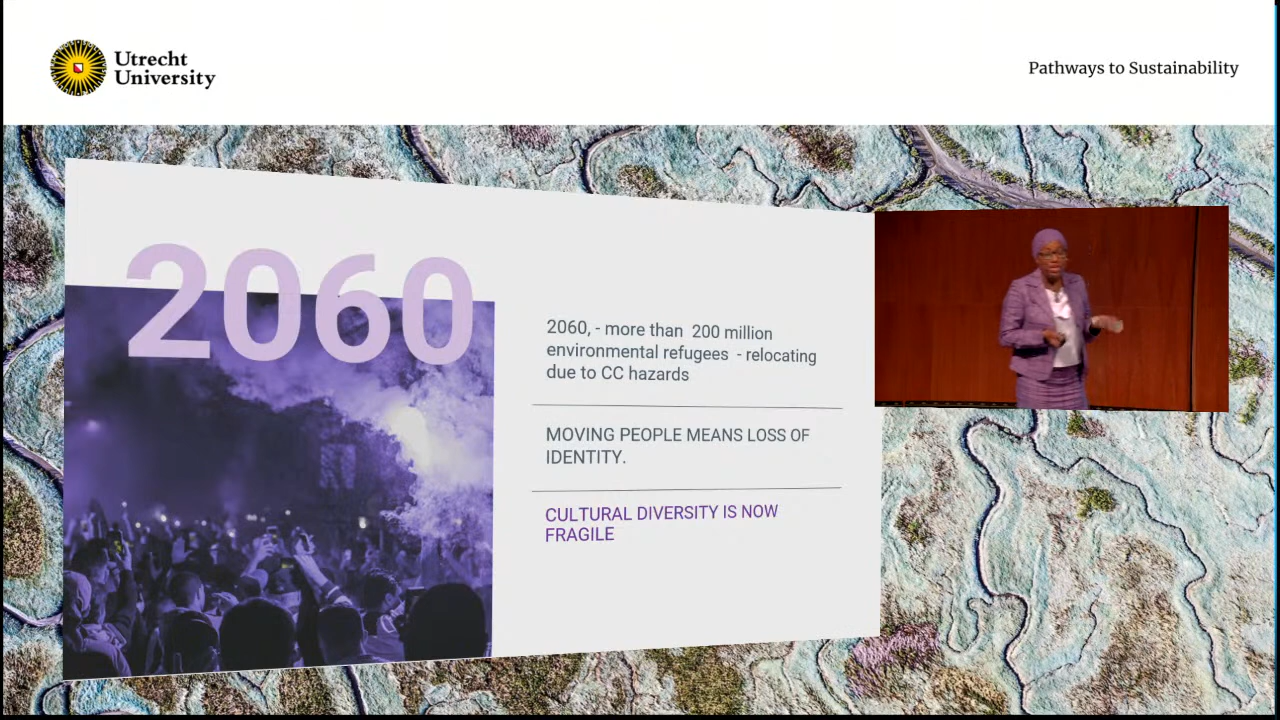 Utrecht
University
Pathways to Sustainability
2060
2060, - more than 200 million
environmental refugees - relocating
due to CC hazards
MOVING PEOPLE MEANS LOSS OF
IDENTITY.
CULTURAL DIVERSITY IS NOW
FRAGILE